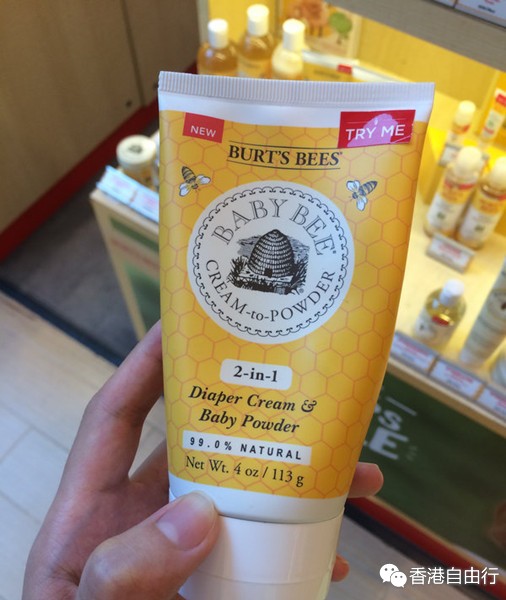 NEW
TRY ME
BURT'S BEES®
BABY BEE®
CREAM-to-POWDER
2-in-1
Diaper Cream &
Baby Powder
99.0% NATURAL
Net Wt. 4 oz / 113 g
香港自由行